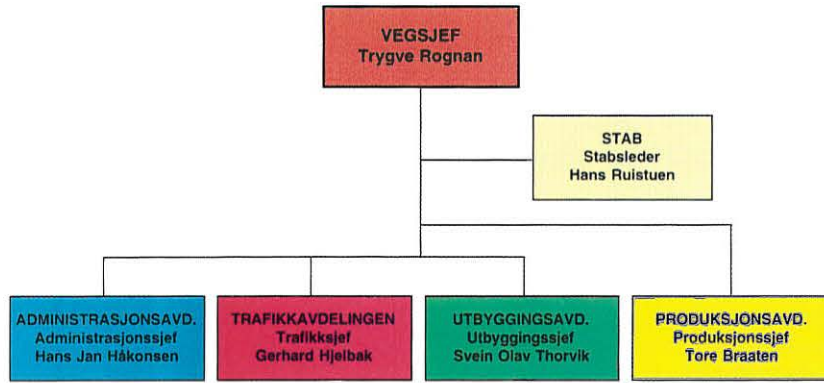 VEGSJEF
Trygve Rognan
STAB
Stabsleder
Hans Ruistuen
ADMINISTRASJONSAVD.
Administrasjonssjef
Hans Jan Håkonsen
TRAFIKKAVDELINGEN
Trafikksjef
Gerhard Hjelbak
UTBYGGINGSAVD.
Utbyggingssjef
Svein Olav Thorvik
PRODUKSJONSAVD.
Produksjonssjef
Tore Braaten